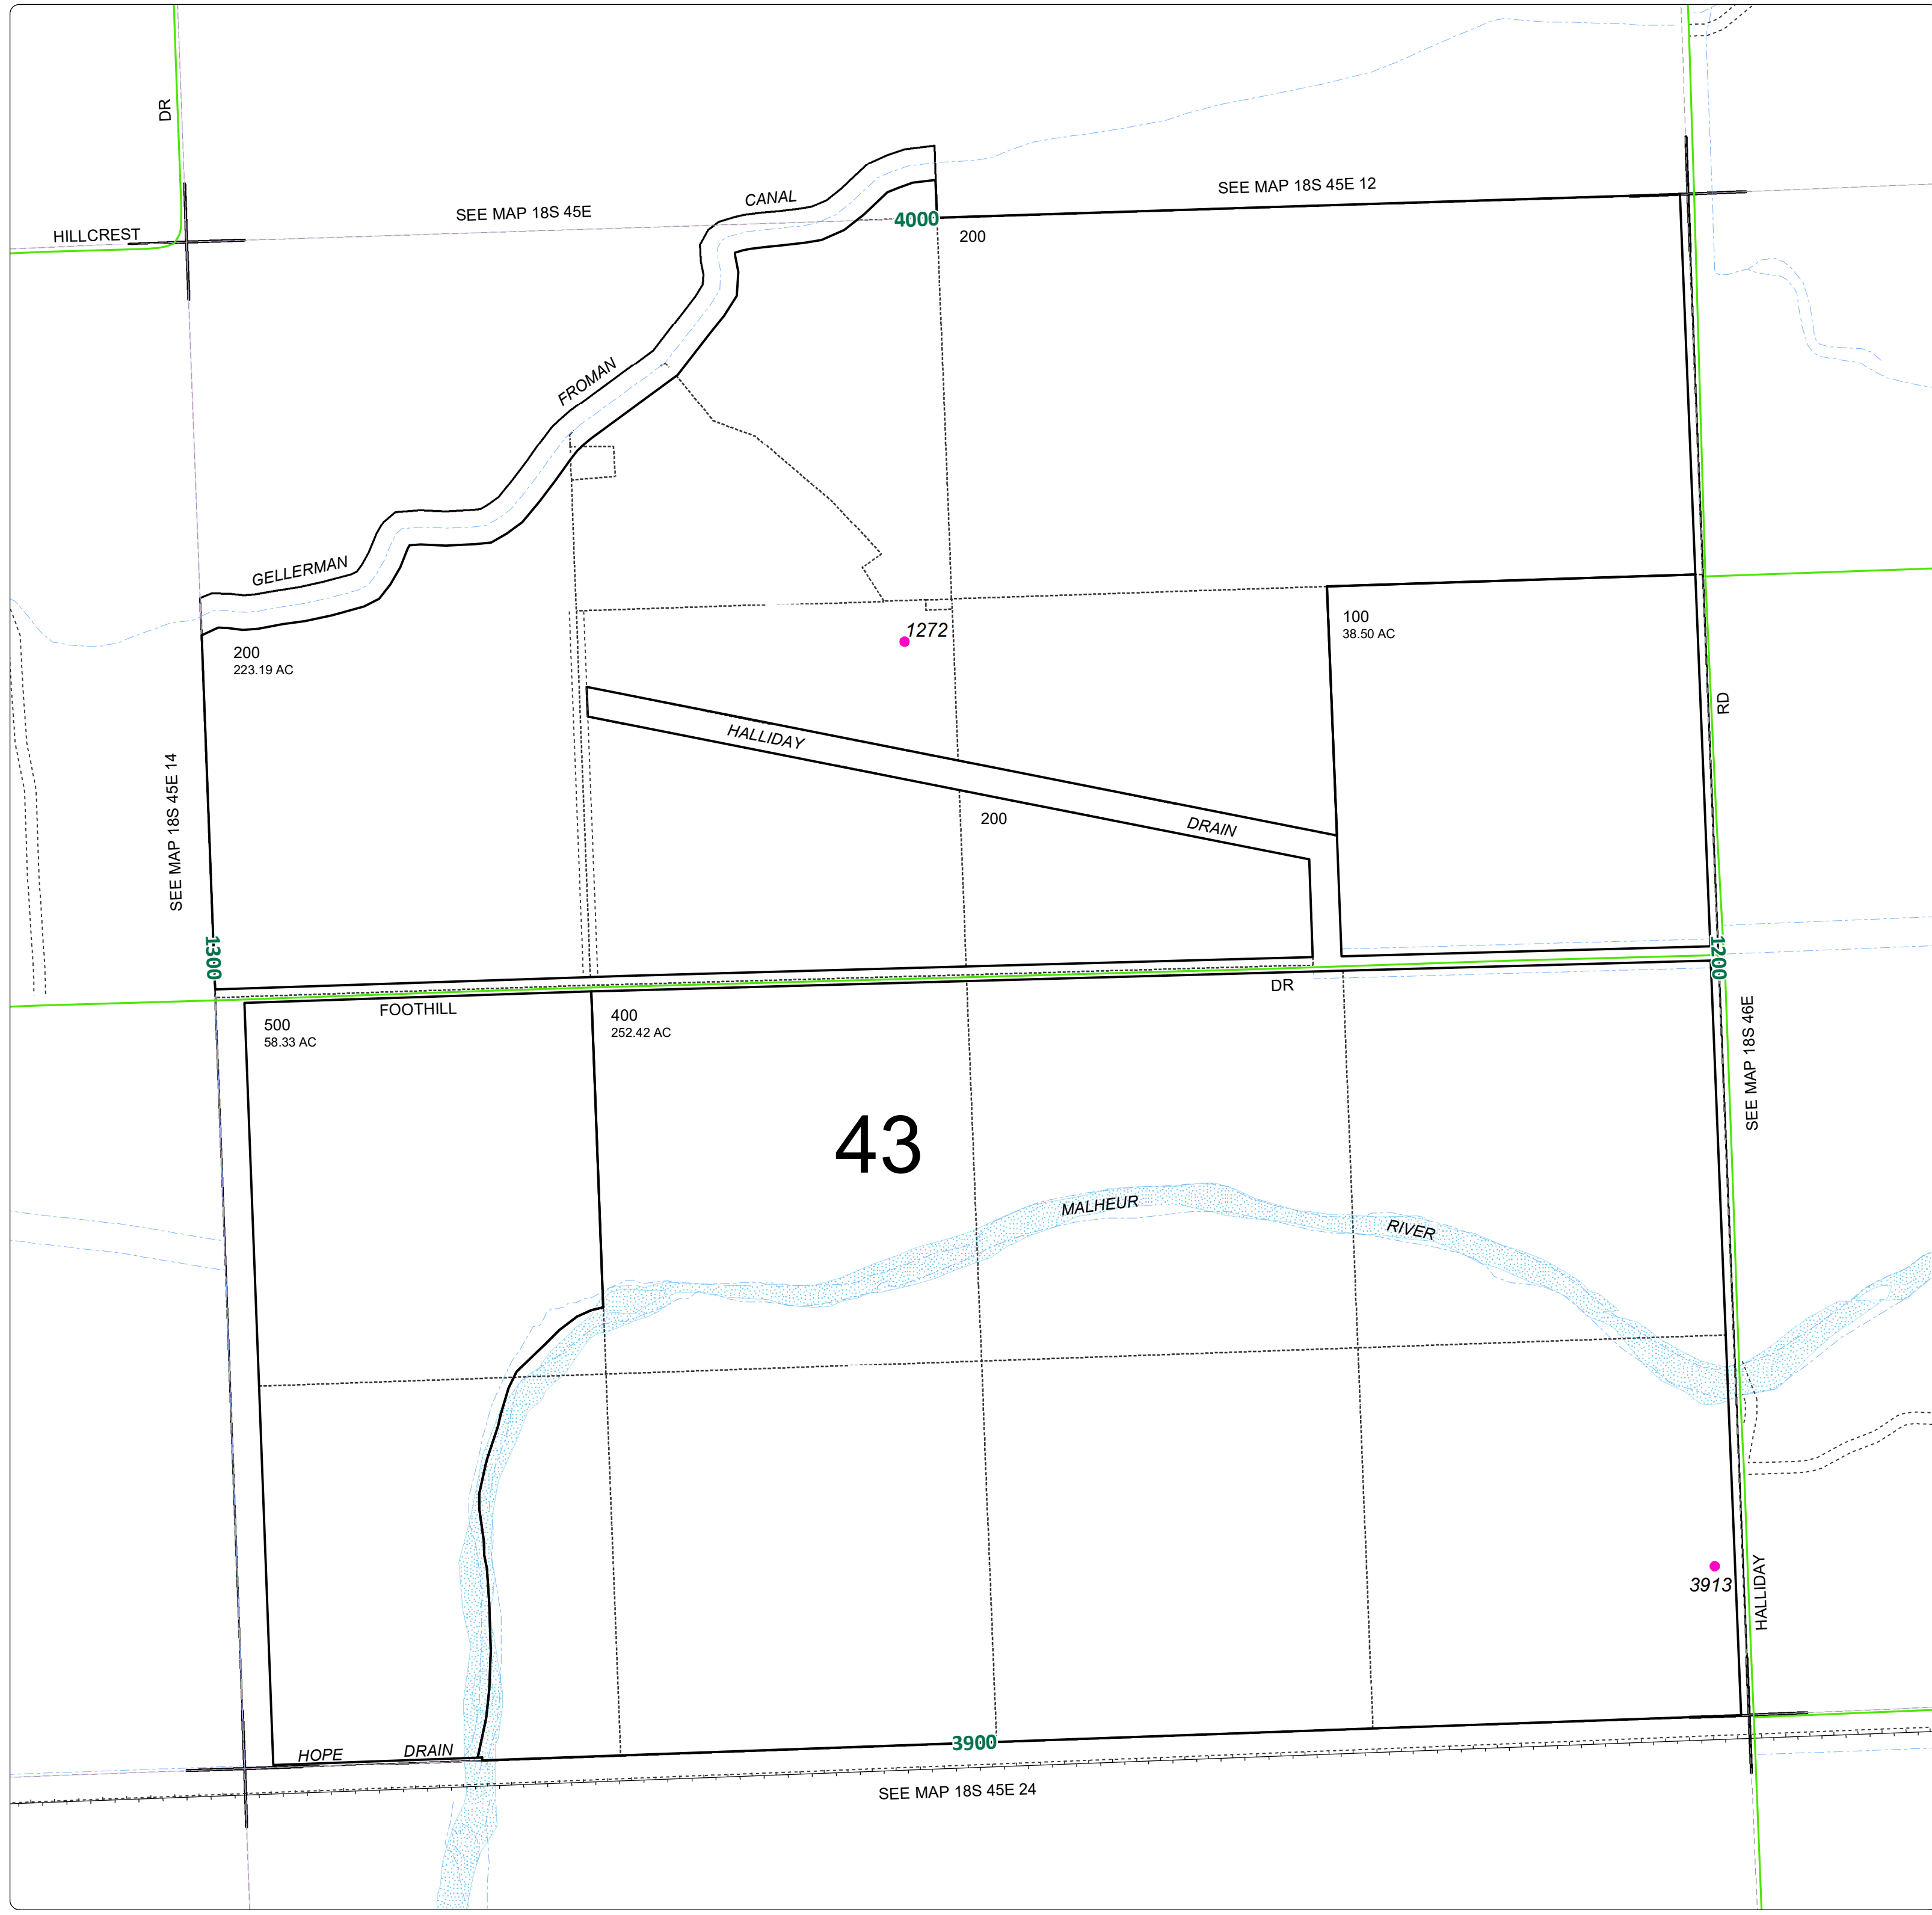 DR
HILLCREST
SEE MAP 18S 45E
CANAL
SEE MAP 18S 45E 12
4000
200
FROMAN
GELLERMAN
200
223.19 AC
1272
100
38.50 AC
RD
HALLIDAY
DRAIN
200
SEE MAP 18S 45E 14
1300
1200
FOOTHILL
DR
500
58.33 AC
400
252.42 AC
SEE MAP 18S 46E
43
MALHEUR
RIVER
3913
HALLIDAY
HOPE
DRAIN
3900
SEE MAP 18S 45E 24